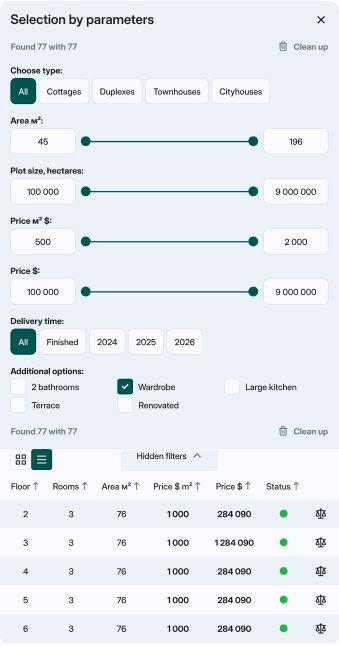 Selection by parameters
Found 77 with 77 Clean up
Choose type:
All Cottages Duplexes Townhouses Cityhouses
Area м²:
45 196
Plot size, hectares:
100 000 9 000 000
Price м² $:
500 2 000
Price $:
100 000 9 000 000
Delivery time:
All Finished 2024 2025 2026
Additional options:
2 bathrooms Wardrobe Large kitchen
Terrace Renovated
Found 77 with 77 Clean up
Hidden filters
Floor ↑ Rooms ↑ Area м² ↑ Price $ m² ↑ Price $ ↑ Status ↑
2 3 76 1 000 284 090
3 3 76 1 000 1 284 090
4 3 76 1 000 284 090
5 3 76 1 000 284 090
6 3 76 1 000 284 090